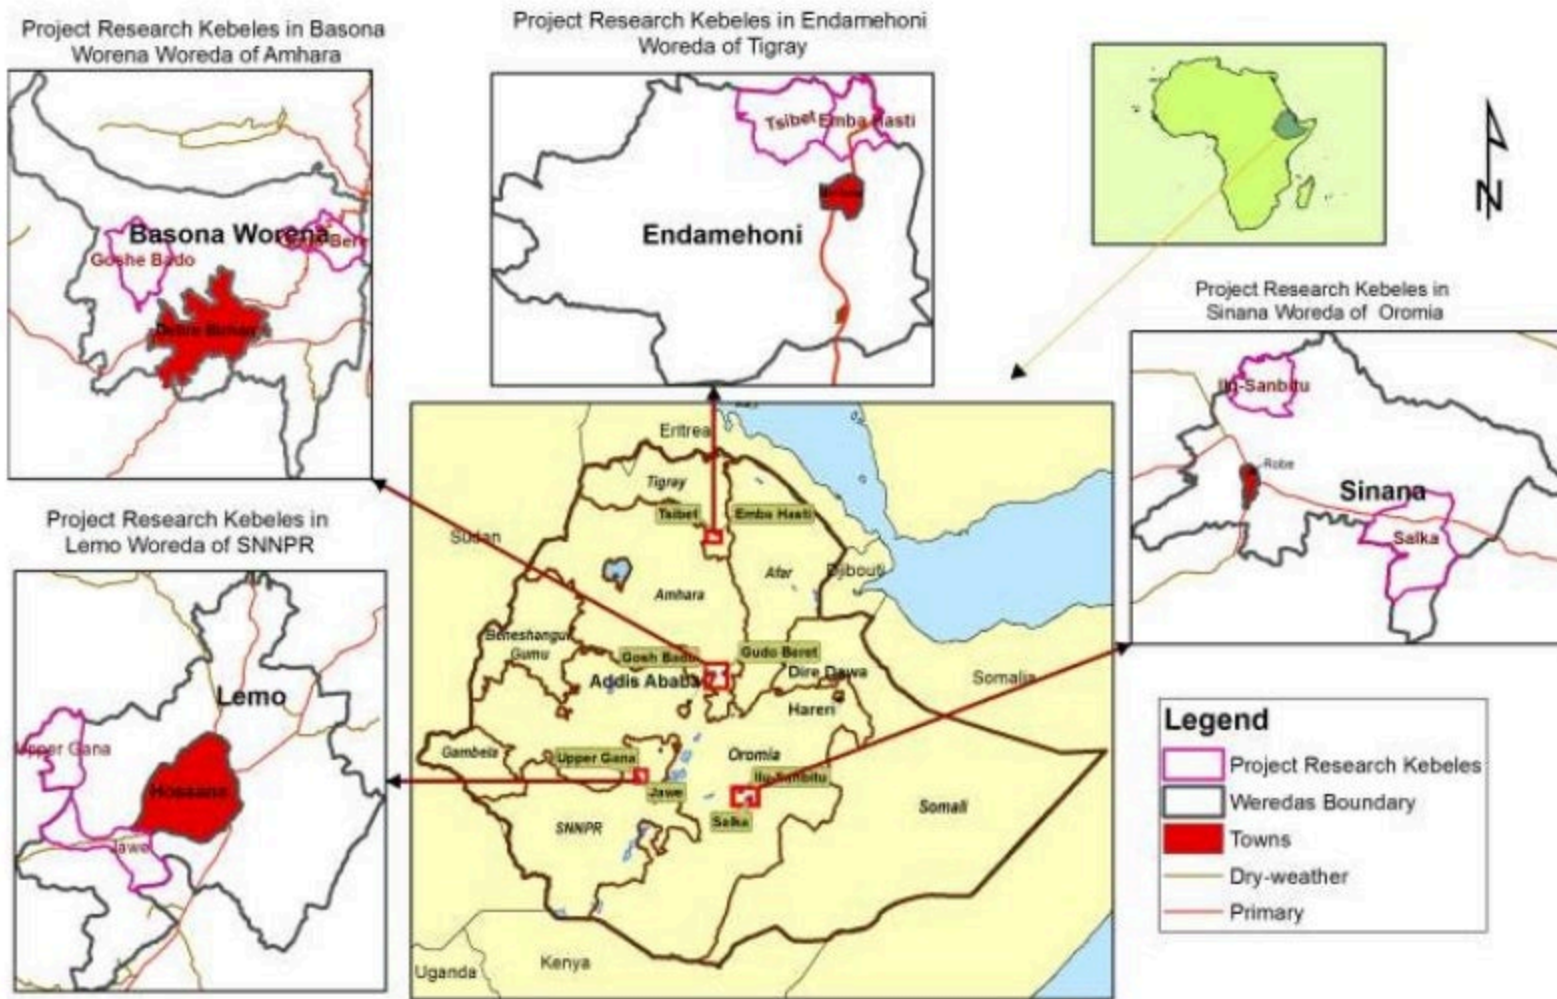 Project Research Kebeles in Basona
Worena Woreda of Amhara
Basona Worena
Goshe Bado
Project Research Kebeles in Endamehoni
Woreda of Tigray
Tsibet
Emba Hasti
Endamehoni
N
Project Research Kebeles in
Sinana Woreda of Oromia
Ilu-Sanbitu
Robe
Sinana
Salka
Project Research Kebeles in
Lemo Woreda of SNNPR
Lemo
Upper Gana
Hossana
Jawe
Eritrea
Tigray
Tsibet
Emba Hasti
Sudan
Afar
Djibouti
Amhara
Beneshangul
Gumu
Gosh Bado
Gudo Beret
Addis Ababa
Dire Dawa
Somalia
Hareri
Gambela
Upper Gana
Oromia
Ilu-Sanbitu
Jawe
Salka
Somali
SNNPR
Kenya
Uganda
Legend
Project Research Kebeles
Weredas Boundary
Towns
Dry-weather
Primary